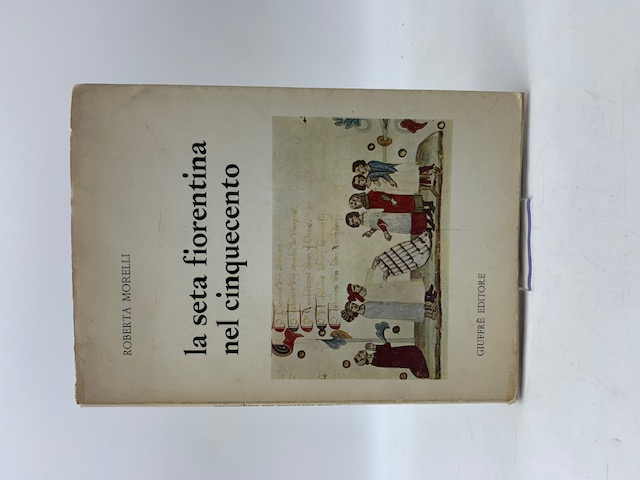 ROBERTA MORELLI
la seta fiorentina
nel cinquecento
GIUFFRÈ EDITORE